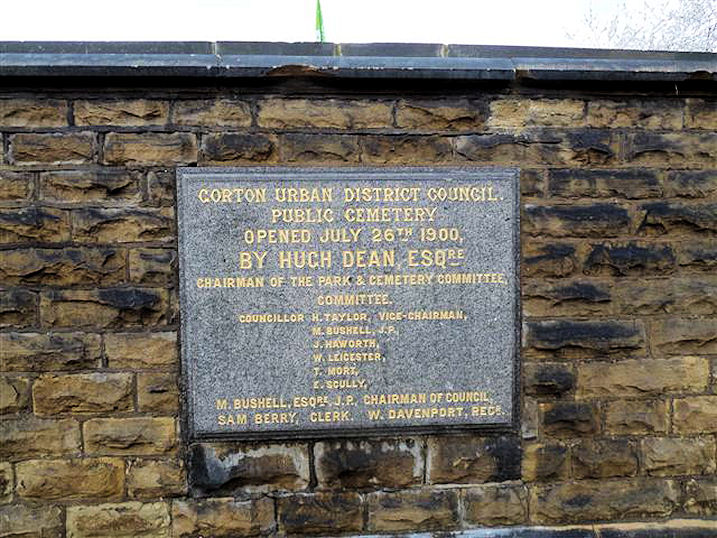 GORTON URBAN DISTRICT COUNCIL.
PUBLIC CEMETERY
OPENED JULY 26TH 1900,
BY HUGH DEAN, ESQRE
CHAIRMAN OF THE PARK & CEMETERY COMMITTEE,
COMMITTEE.
COUNCILLOR H. TAYLOR, VICE-CHAIRMAN,
M. BUSHELL, J.P.,
J. HAWORTH,
W. LEICESTER,
T. MORT,
E. SCULLY,
M. BUSHELL, ESQRE J.P. CHAIRMAN OF COUNCIL,
SAM BERRY, CLERK. W. DAVENPORT, REGR.